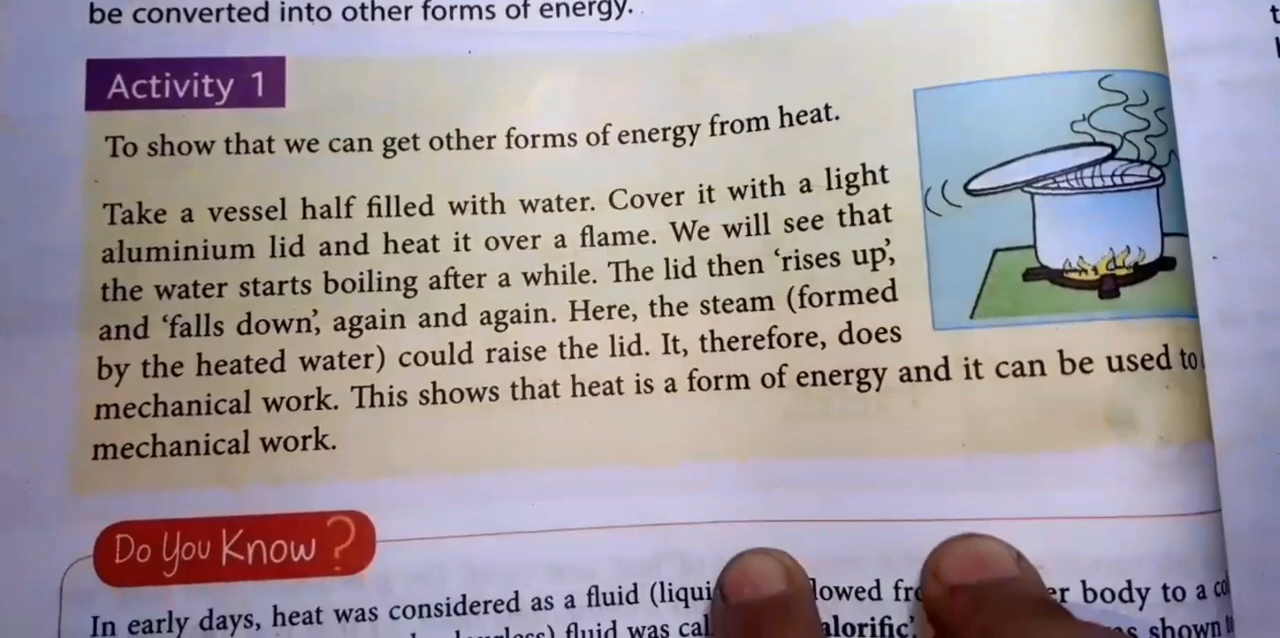 be converted into other forms of energy.
Activity 1
To show that we can get other forms of energy from heat.
Take a vessel half filled with water. Cover it with a light
aluminium lid and heat it over a flame. We will see that
the water starts boiling after a while. The lid then ‘rises up’,
and ‘falls down’, again and again. Here, the steam (formed
by the heated water) could raise the lid. It, therefore, does
mechanical work. This shows that heat is a form of energy and it can be used to
mechanical work.
Do You Know?
In early days, heat was considered as a fluid body to a
fluid was shown